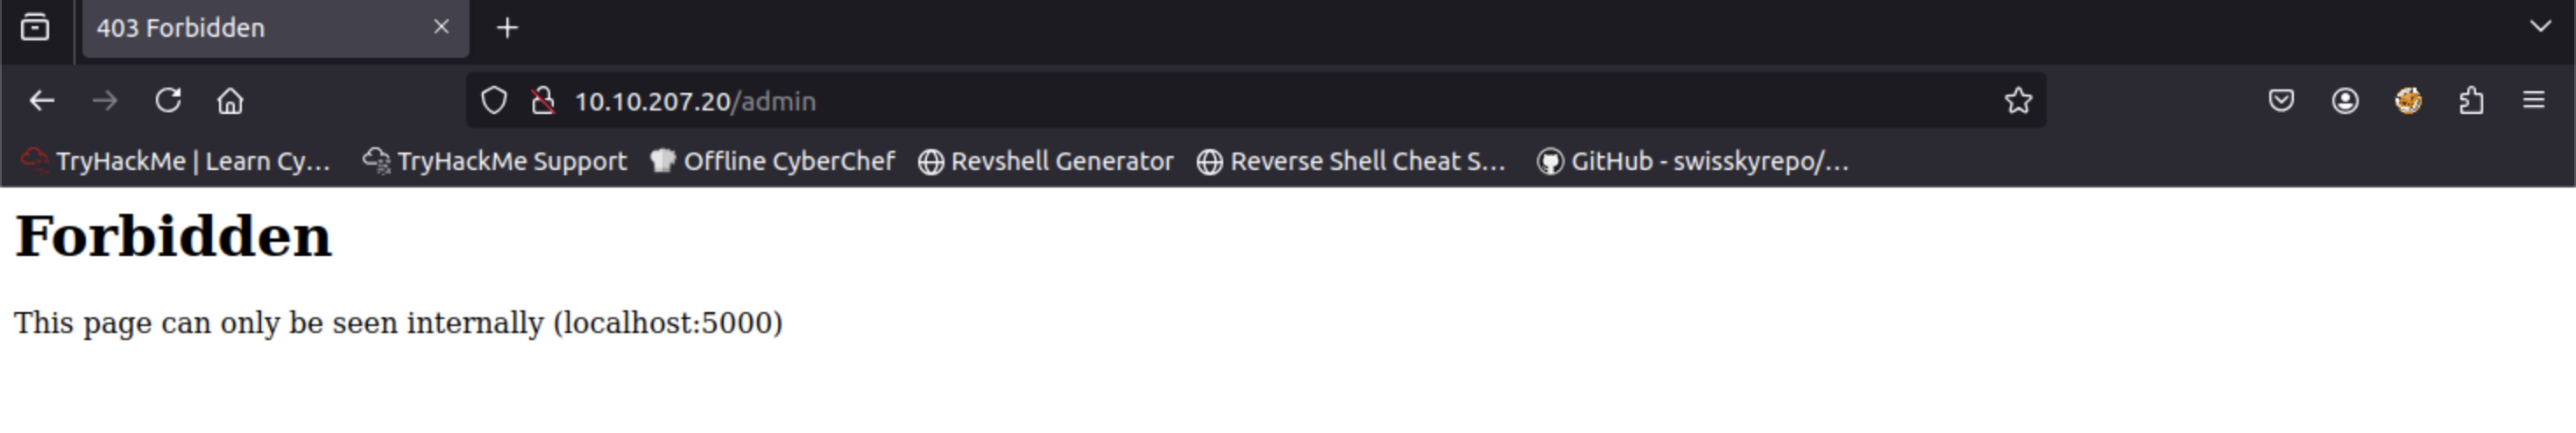 403 Forbidden
10.10.207.20/admin
TryHackMe | Learn Cy... TryHackMe Support Offline CyberChef Revshell Generator Reverse Shell Cheat S... GitHub - swisskyrepo/...
Forbidden
This page can only be seen internally (localhost:5000)